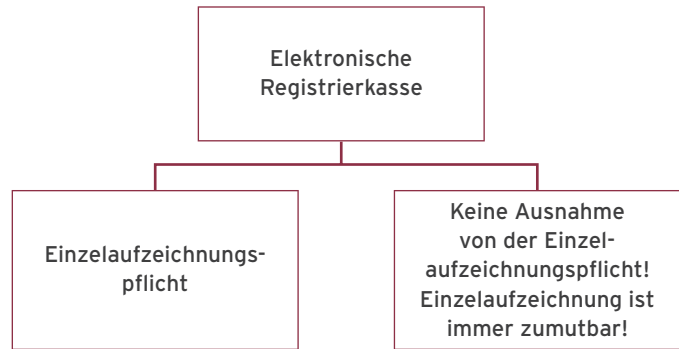 Elektronische
Registrierkasse
Einzelaufzeichnungs-
pflicht
Keine Ausnahme
von der Einzel-
aufzeichnungspflicht!
Einzelaufzeichnung ist
immer zumutbar!